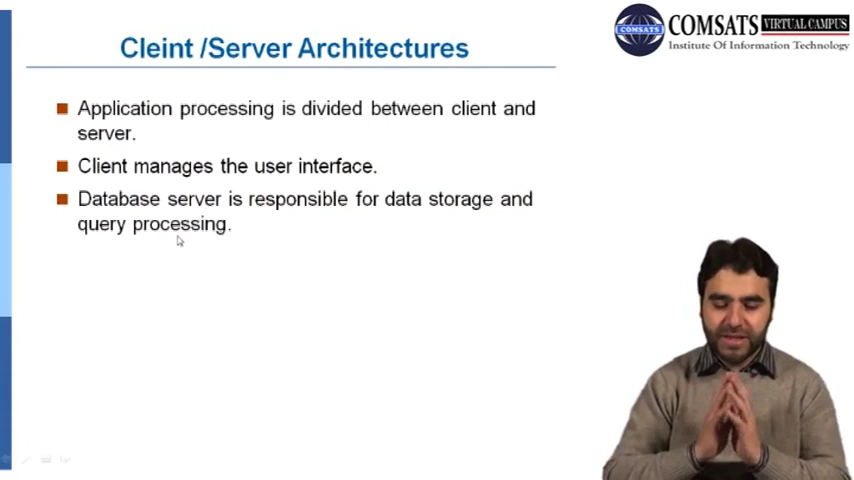 Cleint /Server Architectures
COMSATS VIRTUAL CAMPUS
Institute Of Information Technology
COMSATS
Application processing is divided between client and
server.
Client manages the user interface.
Database server is responsible for data storage and
query processing.